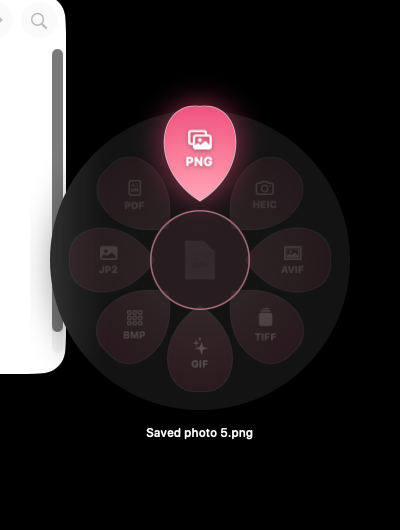 PNG
PDF
HEIC
JP2
AVIF
BMP
TIFF
GIF
Saved photo 5.png